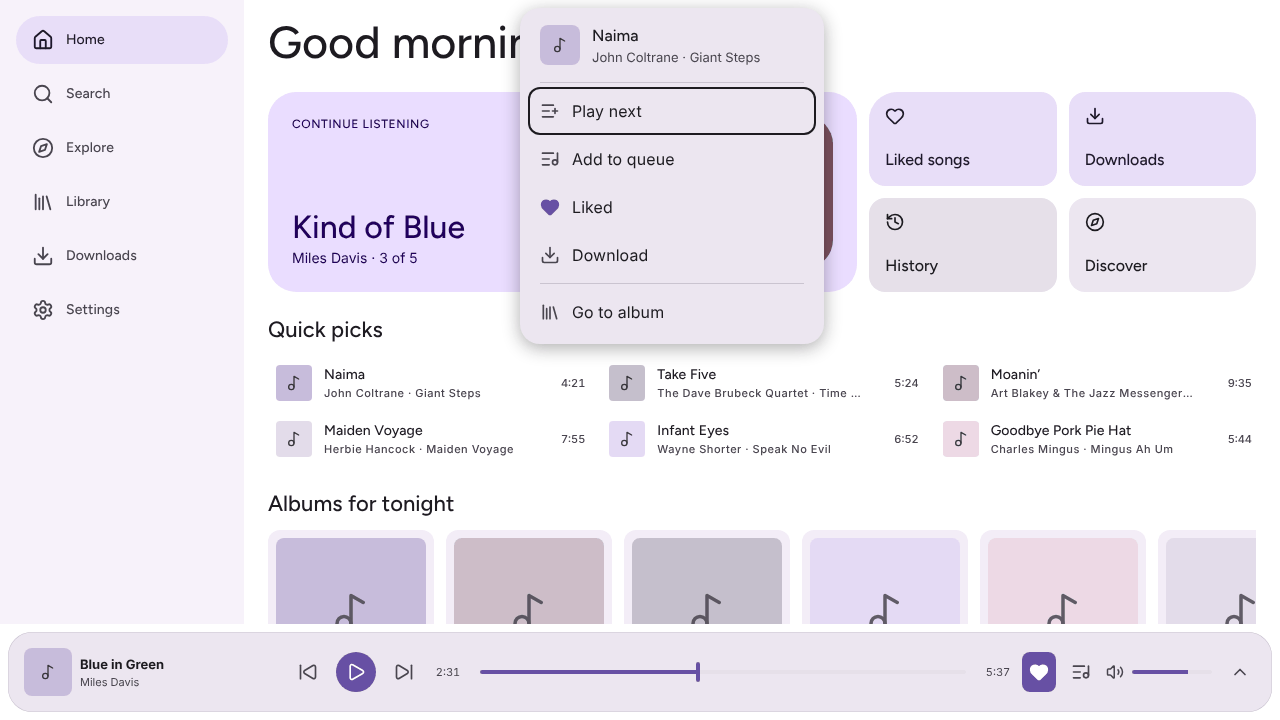 Home
Search
Explore
Library
Downloads
Settings
Good
Naima
John Coltrane · Giant Steps
Play next
Add to queue
Liked
Download
Go to album
CONTINUE LISTENING
Kind of Blue
Miles Davis · 3 of 5
Liked songs
Downloads
History
Discover
Quick picks
Naima
John Coltrane · Giant Steps
4:21
Take Five
The Dave Brubeck Quartet · Time ...
5:24
Moanin’
Art Blakey & The Jazz Messenger...
9:35
Maiden Voyage
Herbie Hancock · Maiden Voyage
7:55
Infant Eyes
Wayne Shorter · Speak No Evil
6:52
Goodbye Pork Pie Hat
Charles Mingus · Mingus Ah Um
5:44
Albums for tonight
Blue in Green
Miles Davis
2:31
5:37